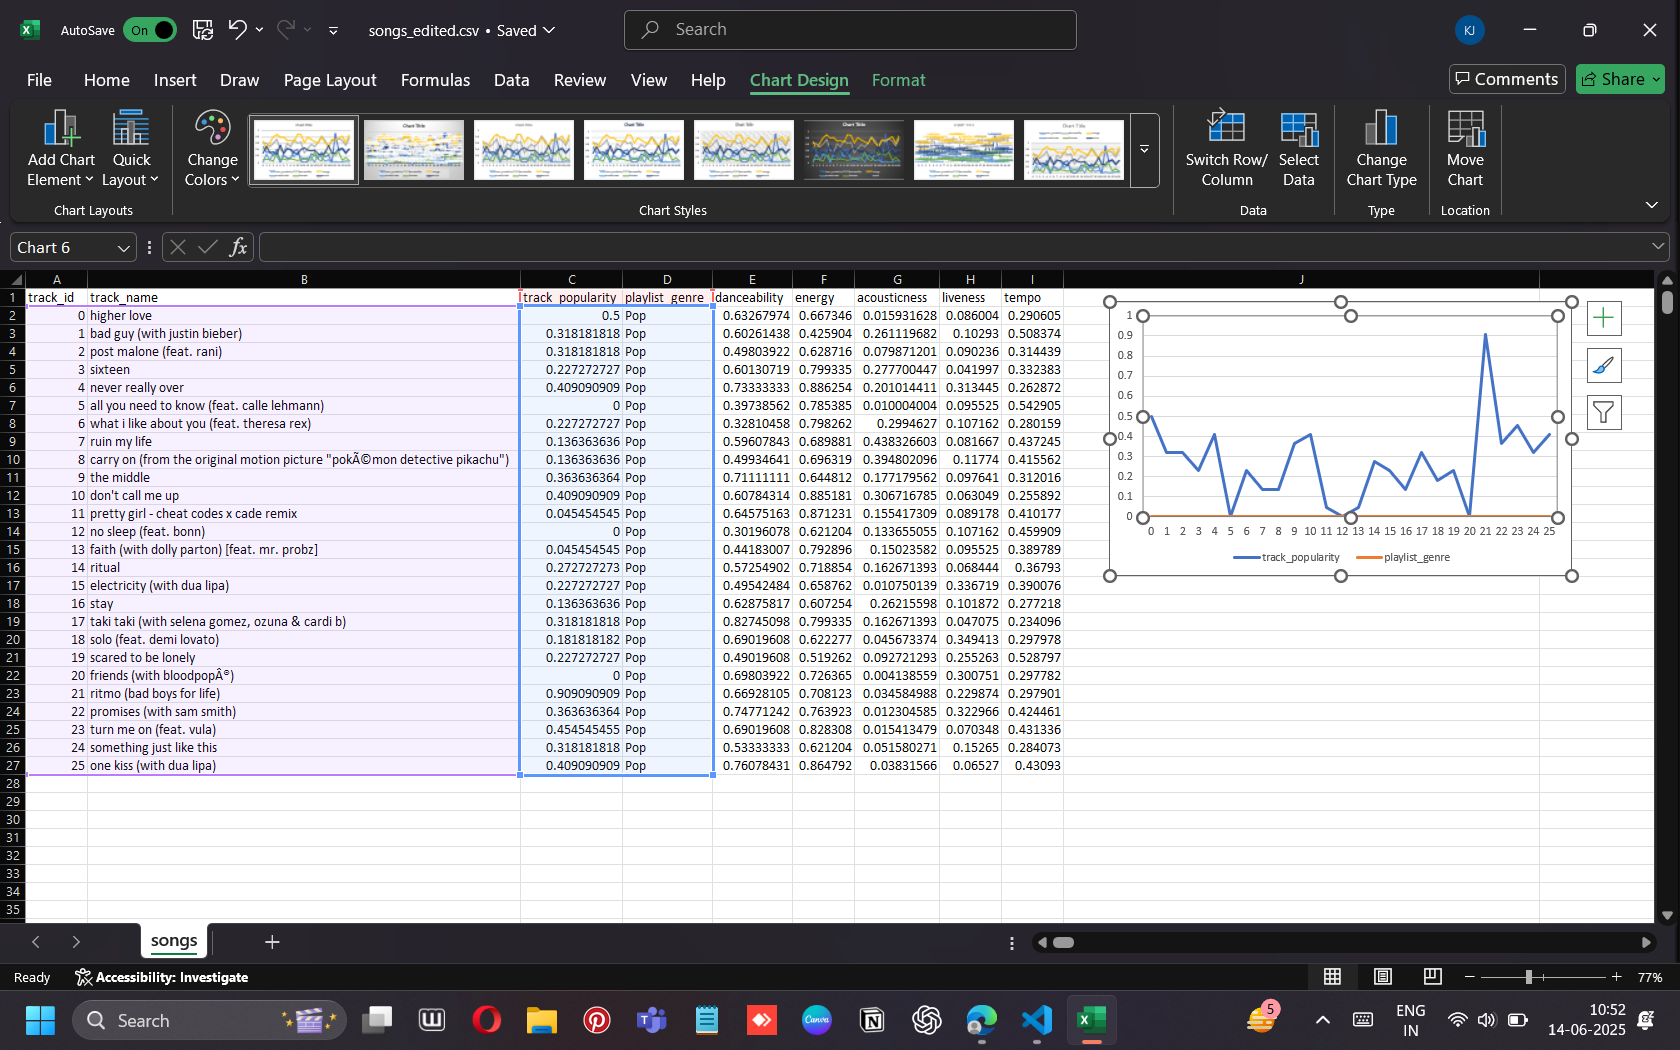 AutoSave On songs_edited.csv • Saved Search KJ
File Home Insert Draw Page Layout Formulas Data Review View Help Chart Design Format Comments Share
Add Chart Element Quick Layout Change Colors Switch Row/ Column Select Data Change Chart Type Move Chart
Chart Layouts Chart Styles Data Type Location
Chart 6 fx
A B C D E F G H I J
1 track_id track_name track_popularity playlist_genre danceability energy acousticness liveness tempo
2 0 higher love 0.5 Pop 0.63267974 0.667346 0.015931628 0.086004 0.290605
3 1 bad guy (with justin bieber) 0.318181818 Pop 0.60261438 0.425904 0.261119682 0.10293 0.508374
4 2 post malone (feat. rani) 0.318181818 Pop 0.49803922 0.628716 0.079871201 0.090236 0.314439
5 3 sixteen 0.227272727 Pop 0.60130719 0.799335 0.277700447 0.041997 0.332383
6 4 never really over 0.409090909 Pop 0.73333333 0.886254 0.201014411 0.313445 0.262872
7 5 all you need to know (feat. calle lehmann) 0 Pop 0.39738562 0.785385 0.010004004 0.095525 0.542905
8 6 what i like about you (feat. theresa rex) 0.227272727 Pop 0.32810458 0.798262 0.2994627 0.107162 0.280159
9 7 ruin my life 0.136363636 Pop 0.59607843 0.689881 0.438326603 0.081667 0.437245
10 8 carry on (from the original motion picture "pokÃ©mon detective pikachu") 0.136363636 Pop 0.49934641 0.696319 0.394802096 0.11774 0.415562
11 9 the middle 0.363636364 Pop 0.71111111 0.644812 0.177179562 0.097641 0.312016
12 10 don't call me up 0.409090909 Pop 0.60784314 0.885181 0.306716785 0.063049 0.255892
13 11 pretty girl - cheat codes x cade remix 0.045454545 Pop 0.64575163 0.871231 0.155417309 0.089178 0.410177
14 12 no sleep (feat. bonn) 0 Pop 0.30196078 0.621204 0.133655055 0.107162 0.459909
15 13 faith (with dolly parton) [feat. mr. probz] 0.045454545 Pop 0.44183007 0.792896 0.15023582 0.095525 0.389789
16 14 ritual 0.272727273 Pop 0.57254902 0.718854 0.162671393 0.068444 0.36793
17 15 electricity (with dua lipa) 0.227272727 Pop 0.49542484 0.658762 0.010750139 0.336719 0.390076
18 16 stay 0.136363636 Pop 0.62875817 0.607254 0.26215598 0.101872 0.277218
19 17 taki taki (with selena gomez, ozuna & cardi b) 0.318181818 Pop 0.82745098 0.799335 0.162671393 0.047075 0.234096
20 18 solo (feat. demi lovato) 0.181818182 Pop 0.69019608 0.622277 0.045673374 0.349413 0.297978
21 19 scared to be lonely 0.227272727 Pop 0.49019608 0.519262 0.092721293 0.255263 0.528797
22 20 friends (with bloodpopÂ®) 0 Pop 0.69803922 0.726365 0.004138559 0.300751 0.297782
23 21 ritmo (bad boys for life) 0.909090909 Pop 0.66928105 0.708123 0.034584988 0.229874 0.297901
24 22 promises (with sam smith) 0.363636364 Pop 0.74771242 0.763923 0.012304585 0.322966 0.424461
25 23 turn me on (feat. vula) 0.454545455 Pop 0.69019608 0.828308 0.015413479 0.070348 0.431336
26 24 something just like this 0.318181818 Pop 0.53333333 0.621204 0.051580271 0.15265 0.284073
27 25 one kiss (with dua lipa) 0.409090909 Pop 0.76078431 0.864792 0.03831566 0.06527 0.43093
28
29
30
31
32
33
34
35
1
0.9
0.8
0.7
0.6
0.5
0.4
0.3
0.2
0.1
0
0 1 2 3 4 5 6 7 8 9 10 11 12 13 14 15 16 17 18 19 20 21 22 23 24 25
track_popularity playlist_genre
songs
Ready Accessibility: Investigate 77%
Search Canva 5 ENG IN 10:52 14-06-2025